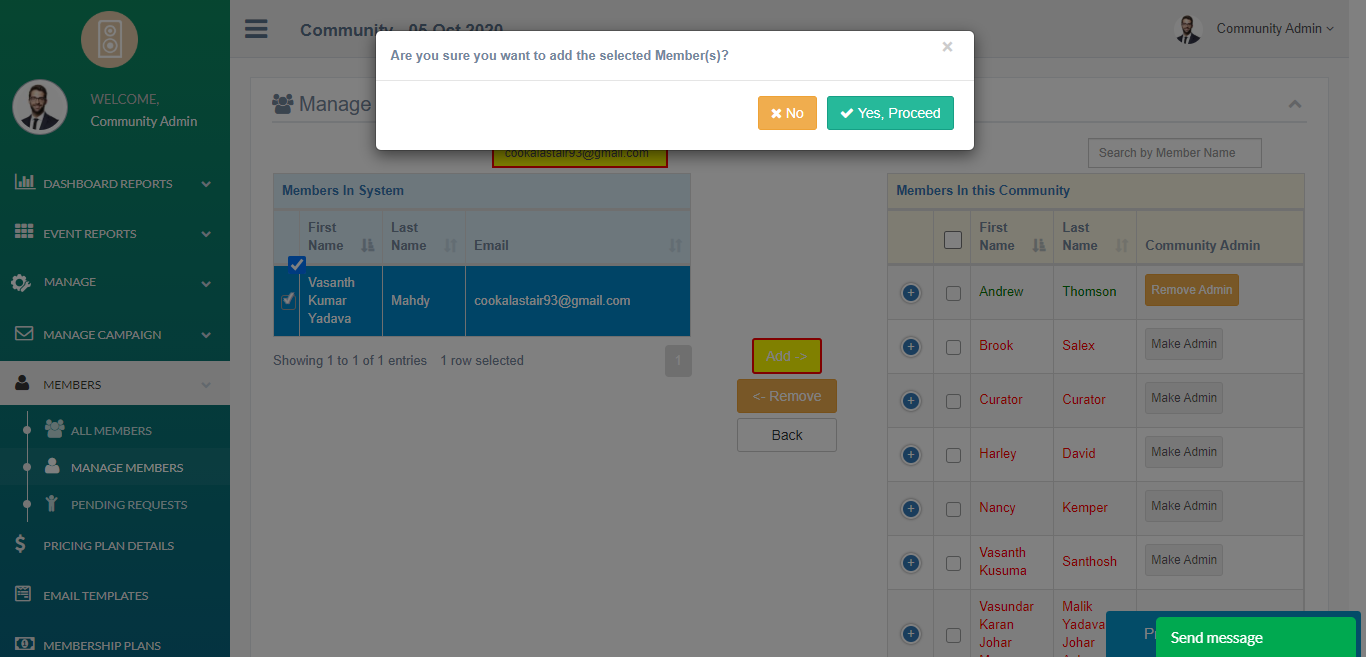 Community - 05 Oct 2020
Community Admin
WELCOME,
Community Admin
DASHBOARD REPORTS
EVENT REPORTS
MANAGE
MANAGE CAMPAIGN
MEMBERS
ALL MEMBERS
MANAGE MEMBERS
PENDING REQUESTS
PRICING PLAN DETAILS
EMAIL TEMPLATES
MEMBERSHIP PLANS
Are you sure you want to add the selected Member(s)?
×
No
Yes, Proceed
Manage
cookalastair93@gmail.com
Search by Member Name
Members In System
First
Name
Last
Name
Email
Vasanth
Kumar
Yadava
Mahdy
cookalastair93@gmail.com
Showing 1 to 1 of 1 entries 1 row selected
1
Add ->
<- Remove
Back
Members In this Community
First
Name
Last
Name
Community Admin
Andrew Thomson Remove Admin
Brook Salex Make Admin
Curator Curator Make Admin
Harley David Make Admin
Nancy Kemper Make Admin
Vasanth
Kusuma
Santhosh
Make Admin
Vasundar
Karan
Johar
Malik
Yadava
Johar
Send message